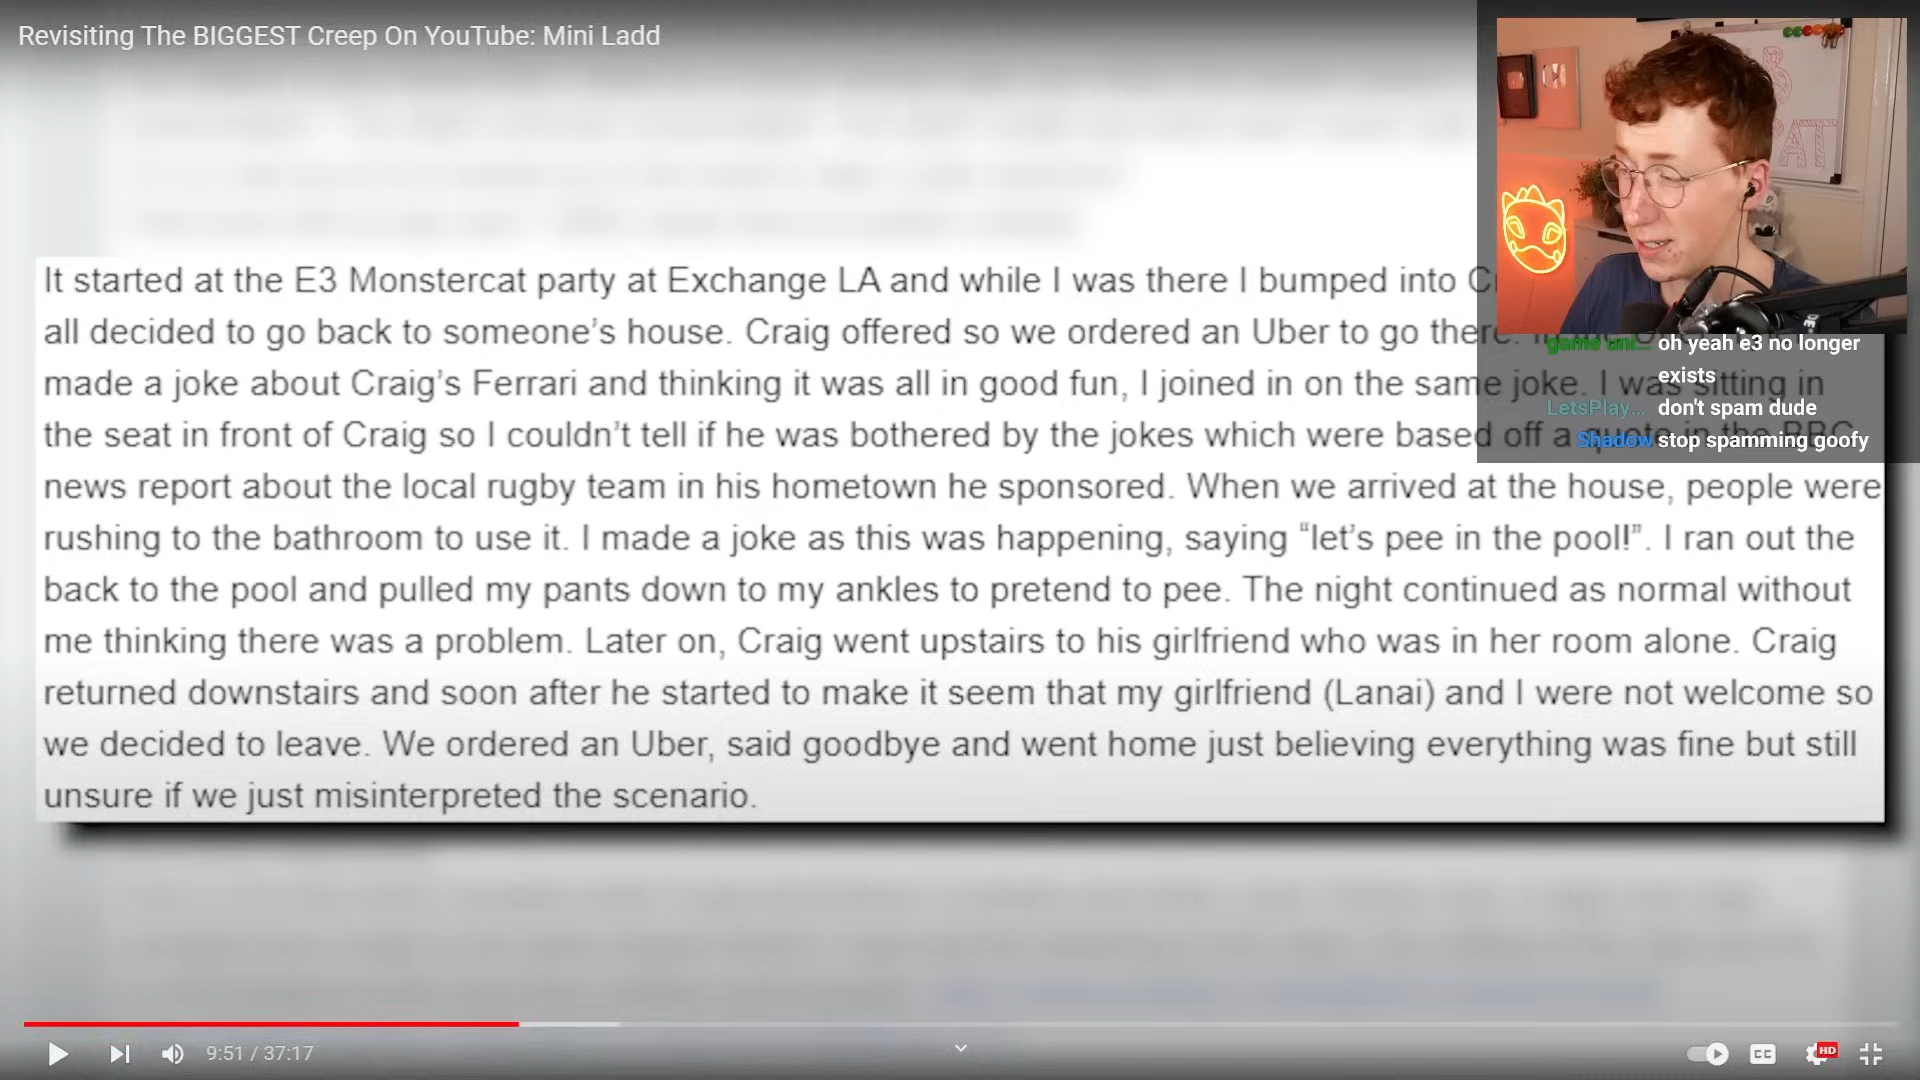 Revisiting The BIGGEST Creep On YouTube: Mini Ladd
It started at the E3 Monstercat party at Exchange LA and while I was there I bumped into
all decided to go back to someone's house. Craig offered so we ordered an Uber to go there.
made a joke about Craig's Ferrari and thinking it was all in good fun, I joined in on the same joke. I was sitting in
the seat in front of Craig so I couldn't tell if he was bothered by the jokes which were based off a quote in the BBC
news report about the local rugby team in his hometown he sponsored. When we arrived at the house, people were
rushing to the bathroom to use it. I made a joke as this was happening, saying “let's pee in the pool!”. I ran out the
back to the pool and pulled my pants down to my ankles to pretend to pee. The night continued as normal without
me thinking there was a problem. Later on, Craig went upstairs to his girlfriend who was in her room alone. Craig
returned downstairs and soon after he started to make it seem that my girlfriend (Lanai) and I were not welcome so
we decided to leave. We ordered an Uber, said goodbye and went home just believing everything was fine but still
unsure if we just misinterpreted the scenario.
game uni... oh yeah e3 no longer
exists
LetsPlay... don't spam dude
Shadow stop spamming goofy
9:51 / 37:17
CC
HD